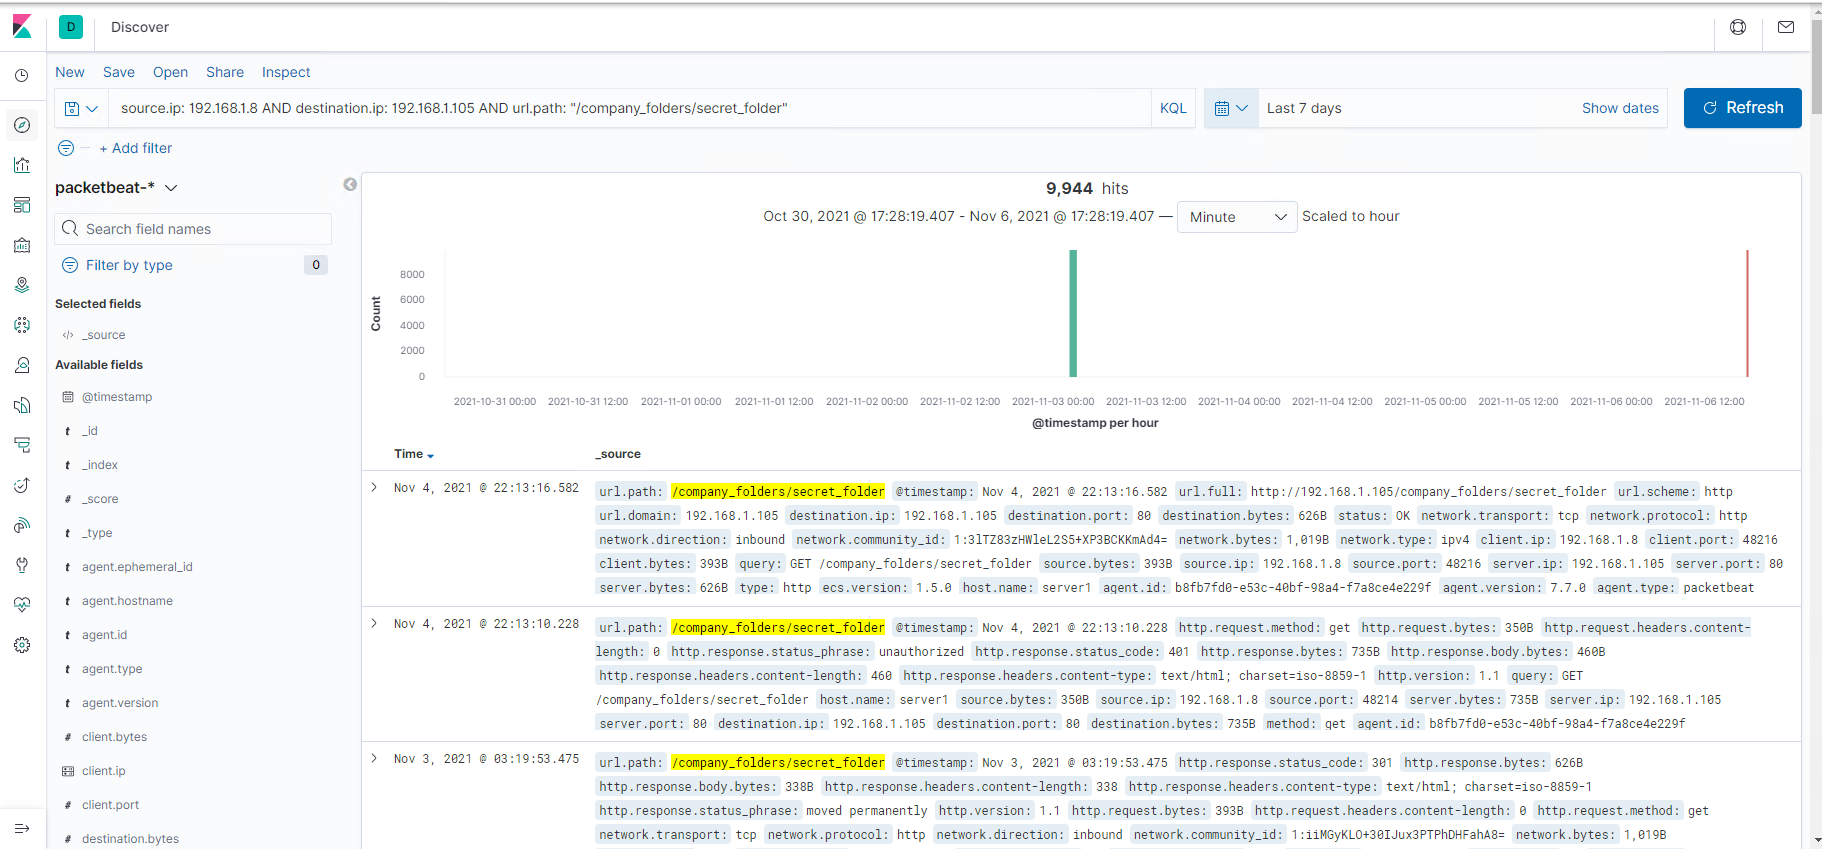 D Discover
New Save Open Share Inspect
source.ip: 192.168.1.8 AND destination.ip: 192.168.1.105 AND url.path: "/company_folders/secret_folder" KQL Last 7 days Show dates Refresh
+ Add filter
packetbeat-*
Search field names
Filter by type 0
Selected fields
_source
Available fields
@timestamp
t _id
t _index
# _score
t _type
t agent.ephemeral_id
t agent.hostname
t agent.id
t agent.type
t agent.version
# client.bytes
client.ip
# client.port
# destination.bytes
9,944 hits
Oct 30, 2021 @ 17:28:19.407 - Nov 6, 2021 @ 17:28:19.407 — Minute Scaled to hour
Count
8000
6000
4000
2000
0
2021-10-31 00:00 2021-10-31 12:00 2021-11-01 00:00 2021-11-01 12:00 2021-11-02 00:00 2021-11-02 12:00 2021-11-03 00:00 2021-11-03 12:00 2021-11-04 00:00 2021-11-04 12:00 2021-11-05 00:00 2021-11-05 12:00 2021-11-06 00:00 2021-11-06 12:00
@timestamp per hour
Time _source
Nov 4, 2021 @ 22:13:16.582 url.path: /company_folders/secret_folder @timestamp: Nov 4, 2021 @ 22:13:16.582 url.full: http://192.168.1.105/company_folders/secret_folder url.scheme: http
url.domain: 192.168.1.105 destination.ip: 192.168.1.105 destination.port: 80 destination.bytes: 626B status: OK network.transport: tcp network.protocol: http
network.direction: inbound network.community_id: 1:3lTZ83zHWleL2S5+XP3BCKKmAd4= network.bytes: 1,019B network.type: ipv4 client.ip: 192.168.1.8 client.port: 48216
client.bytes: 393B query: GET /company_folders/secret_folder source.bytes: 393B source.ip: 192.168.1.8 source.port: 48216 server.ip: 192.168.1.105 server.port: 80
server.bytes: 626B type: http ecs.version: 1.5.0 host.name: server1 agent.id: b8fb7fd0-e53c-40bf-98a4-f7a8ce4e229f agent.version: 7.7.0 agent.type: packetbeat
Nov 4, 2021 @ 22:13:10.228 url.path: /company_folders/secret_folder @timestamp: Nov 4, 2021 @ 22:13:10.228 http.request.method: get http.request.bytes: 350B http.request.headers.content-
length: 0 http.response.status_phrase: unauthorized http.response.status_code: 401 http.response.bytes: 735B http.response.body.bytes: 460B
http.response.headers.content-length: 460 http.response.headers.content-type: text/html; charset=iso-8859-1 http.version: 1.1 query: GET
/company_folders/secret_folder host.name: server1 source.bytes: 350B source.ip: 192.168.1.8 source.port: 48214 server.bytes: 735B server.ip: 192.168.1.105
server.port: 80 destination.ip: 192.168.1.105 destination.port: 80 destination.bytes: 735B method: get agent.id: b8fb7fd0-e53c-40bf-98a4-f7a8ce4e229f
Nov 3, 2021 @ 03:19:53.475 url.path: /company_folders/secret_folder @timestamp: Nov 3, 2021 @ 03:19:53.475 http.response.status_code: 301 http.response.bytes: 626B
http.response.body.bytes: 338B http.response.headers.content-length: 338 http.response.headers.content-type: text/html; charset=iso-8859-1
http.response.status_phrase: moved permanently http.version: 1.1 http.request.bytes: 393B http.request.headers.content-length: 0 http.request.method: get
network.transport: tcp network.protocol: http network.direction: inbound network.community_id: 1:iiMGyKLO+30IJux3PTPhDHFahA8= network.bytes: 1,019B